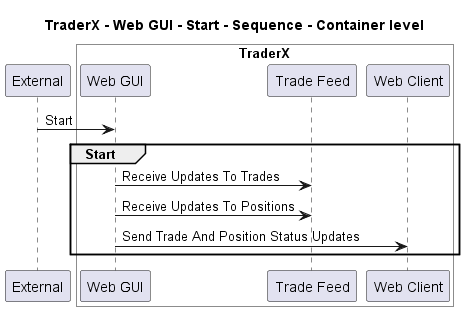 TraderX - Web GUI - Start - Sequence - Container level
TraderX
External Web GUI Trade Feed Web Client
Start
Start
Receive Updates To Trades
Receive Updates To Positions
Send Trade And Position Status Updates
External Web GUI Trade Feed Web Client